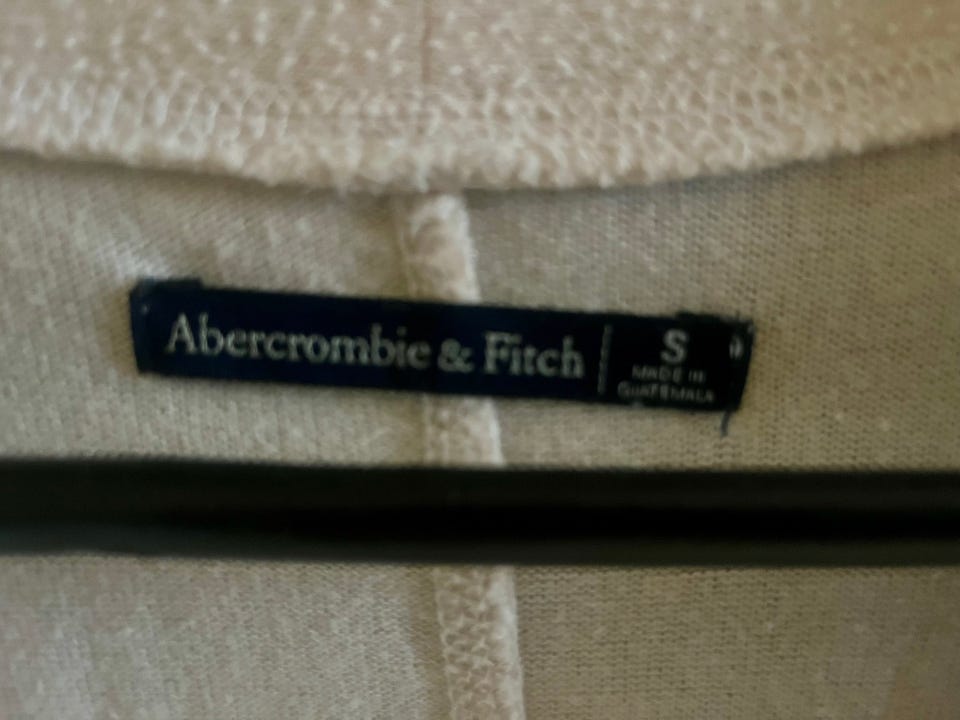 Abercrombie & Fitch
S
MADE IN
GUATEMALA